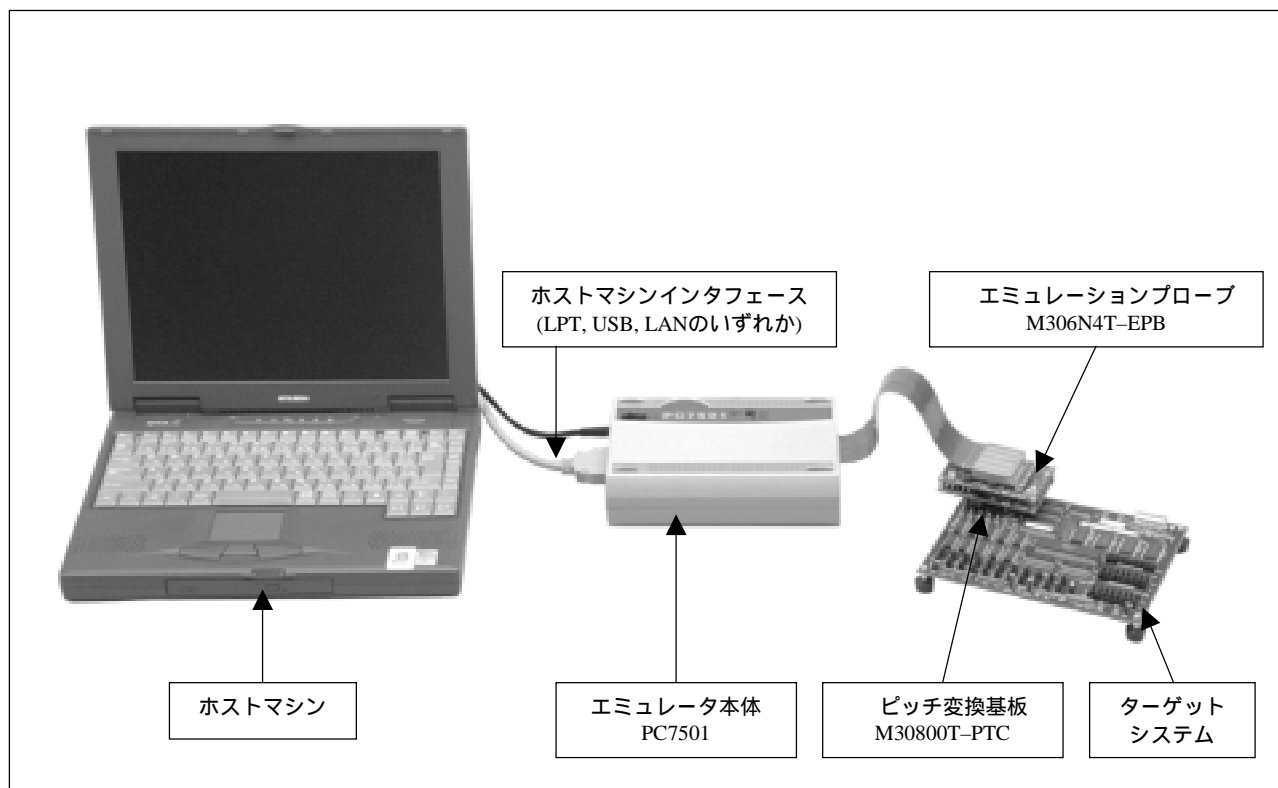 ホストマシンインタフェース
(LPT, USB, LANのいずれか)
エミュレーションプローブ
M306N4T–EPB
MITSUBISHI
PC7501
ホストマシン
エミュレータ本体
PC7501
ピッチ変換基板
M30800T–PTC
ターゲット
システム